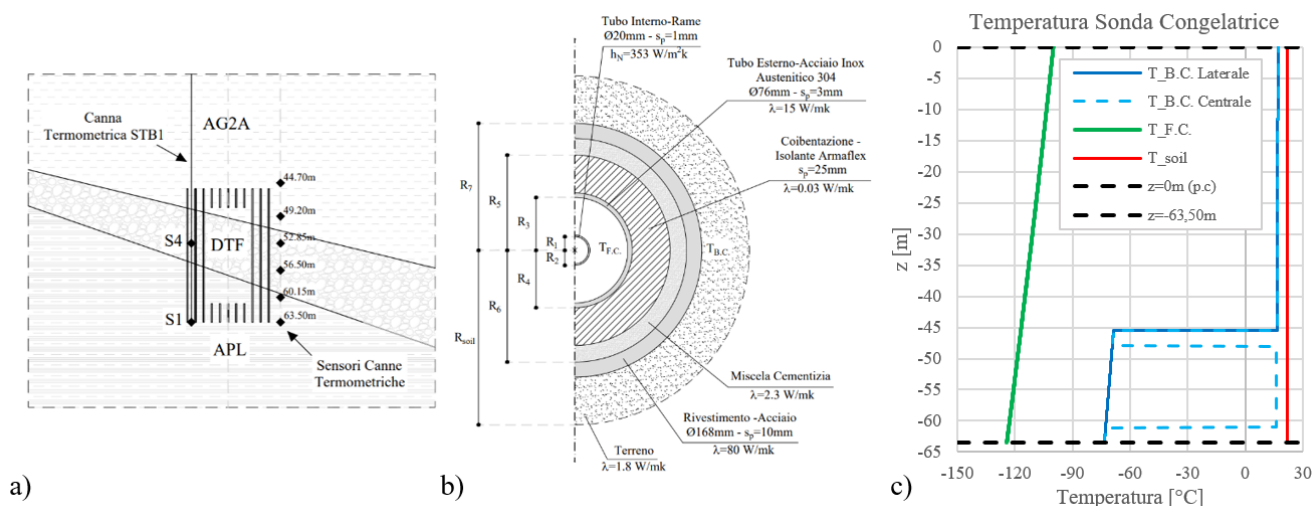 Canna
Termometrica STB1
AG2A
44.70m
49.20m
S4
DTF
52.85m
56.50m
60.15m
S1
63.50m
APL
Sensori Canne
Termometriche
a)
Tubo Interno-Rame
Ø20mm - sp=1mm
hN=353 W/m²k
Tubo Esterno-Acciaio Inox
Austenitico 304
Ø76mm - sp=3mm
λ=15 W/mk
Coibentazione -
Isolante Armaflex
sp=25mm
λ=0.03 W/mk
R7
R5
R3
R1
R2
R4
R6
Rsoil
TF.C.
TB.C.
Miscela Cementizia
λ=2.3 W/mk
Rivestimento -Acciaio
Ø168mm - sp=10mm
λ=80 W/mk
Terreno
λ=1.8 W/mk
b)
Temperatura Sonda Congelatrice
z [m]
0
-5
-10
-15
-20
-25
-30
-35
-40
-45
-50
-55
-60
-65
T_B.C. Laterale
T_B.C. Centrale
T_F.C.
T_soil
z=0m (p.c)
z=-63,50m
-150 -120 -90 -60 -30 0 30
Temperatura [°C]
c)